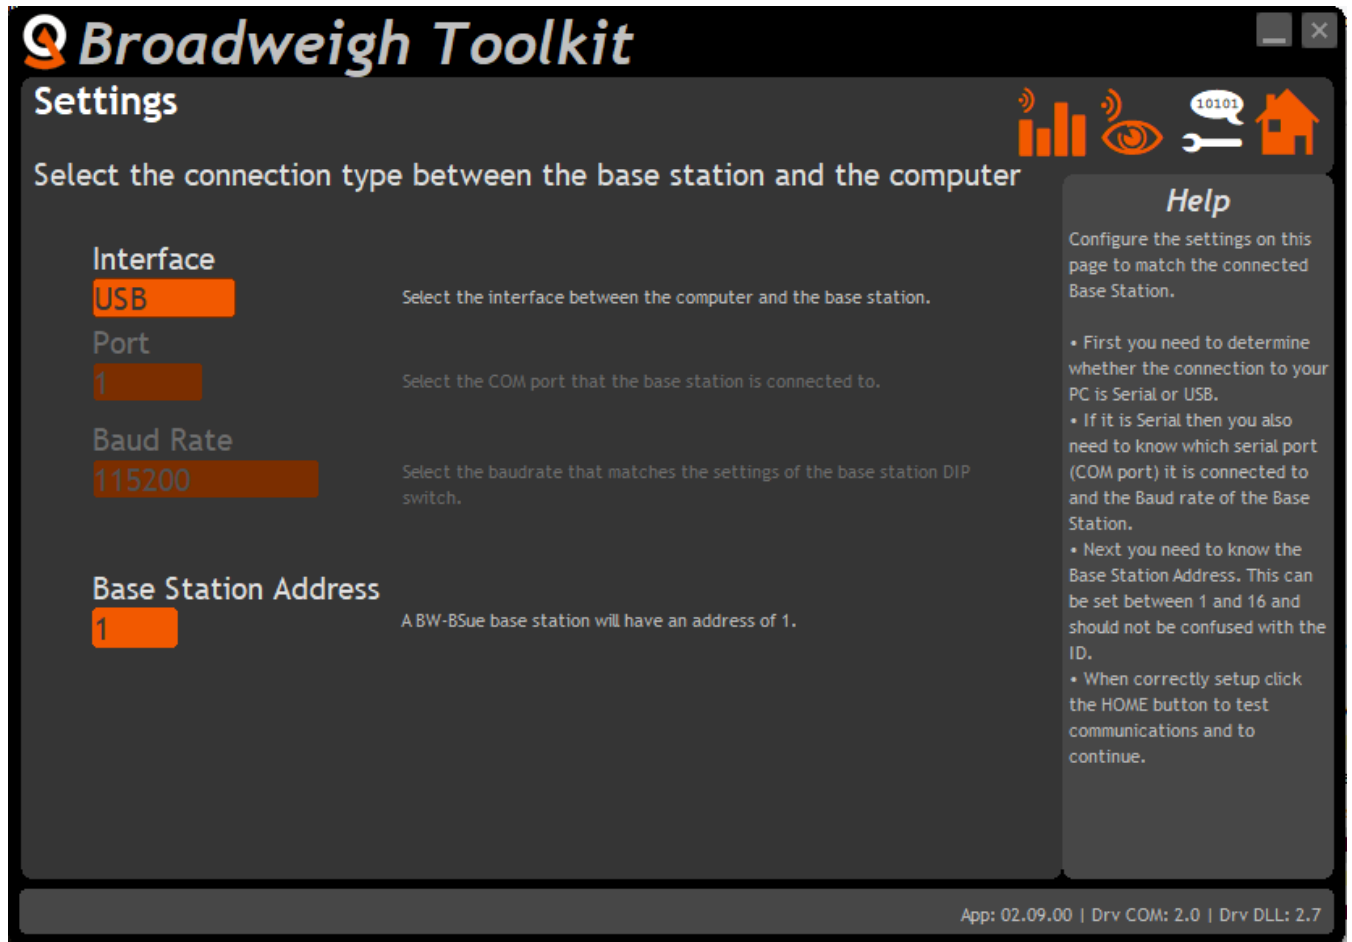 Broadweigh Toolkit
Settings
10101
Select the connection type between the base station and the computer
Interface
USB
Select the interface between the computer and the base station.
Port
1
Select the COM port that the base station is connected to.
Baud Rate
115200
Select the baudrate that matches the settings of the base station DIP
switch.
Base Station Address
1
A BW-BSue base station will have an address of 1.
Help
Configure the settings on this
page to match the connected
Base Station.
• First you need to determine
whether the connection to your
PC is Serial or USB.
• If it is Serial then you also
need to know which serial port
(COM port) it is connected to
and the Baud rate of the Base
Station.
• Next you need to know the
Base Station Address. This can
be set between 1 and 16 and
should not be confused with the
ID.
• When correctly setup click
the HOME button to test
communications and to
continue.
App: 02.09.00 | Drv COM: 2.0 | Drv DLL: 2.7